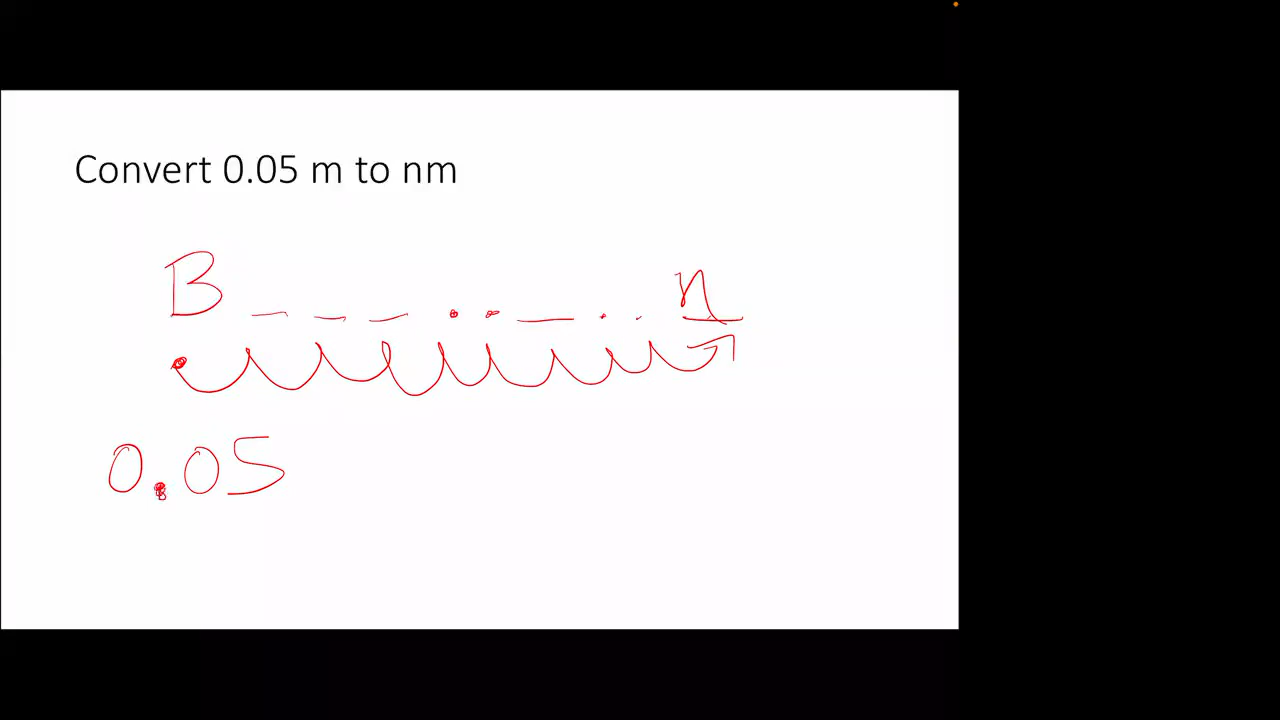 Convert 0.05 m to nm
B _ _ _ . . _ . . n
0.05